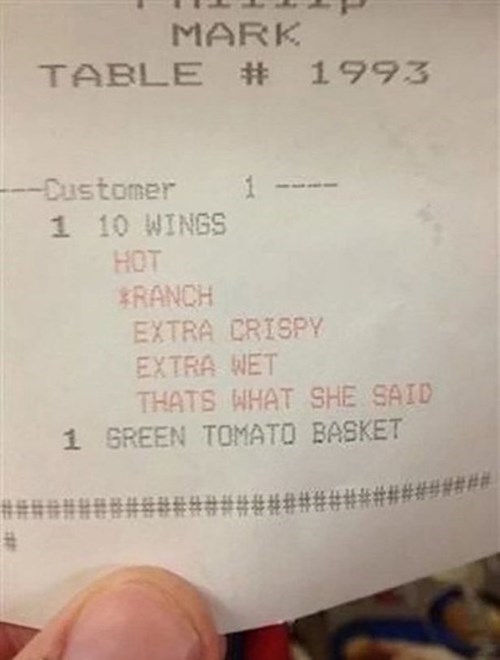 Phillip
MARK
TABLE # 1993
---Customer 1 ----
1 10 WINGS
HOT
*RANCH
EXTRA CRISPY
EXTRA WET
THATS WHAT SHE SAID
1 GREEN TOMATO BASKET
##################################
#